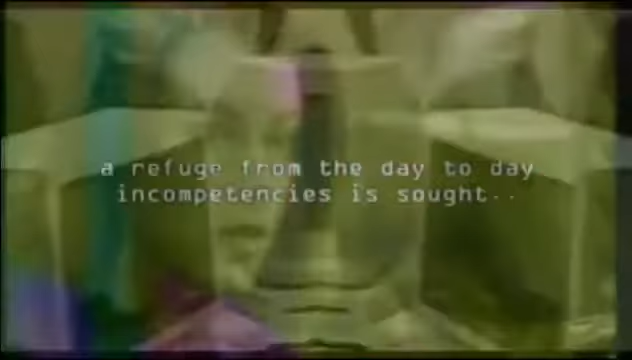 a refuge from the day to day
incompetencies is sought..